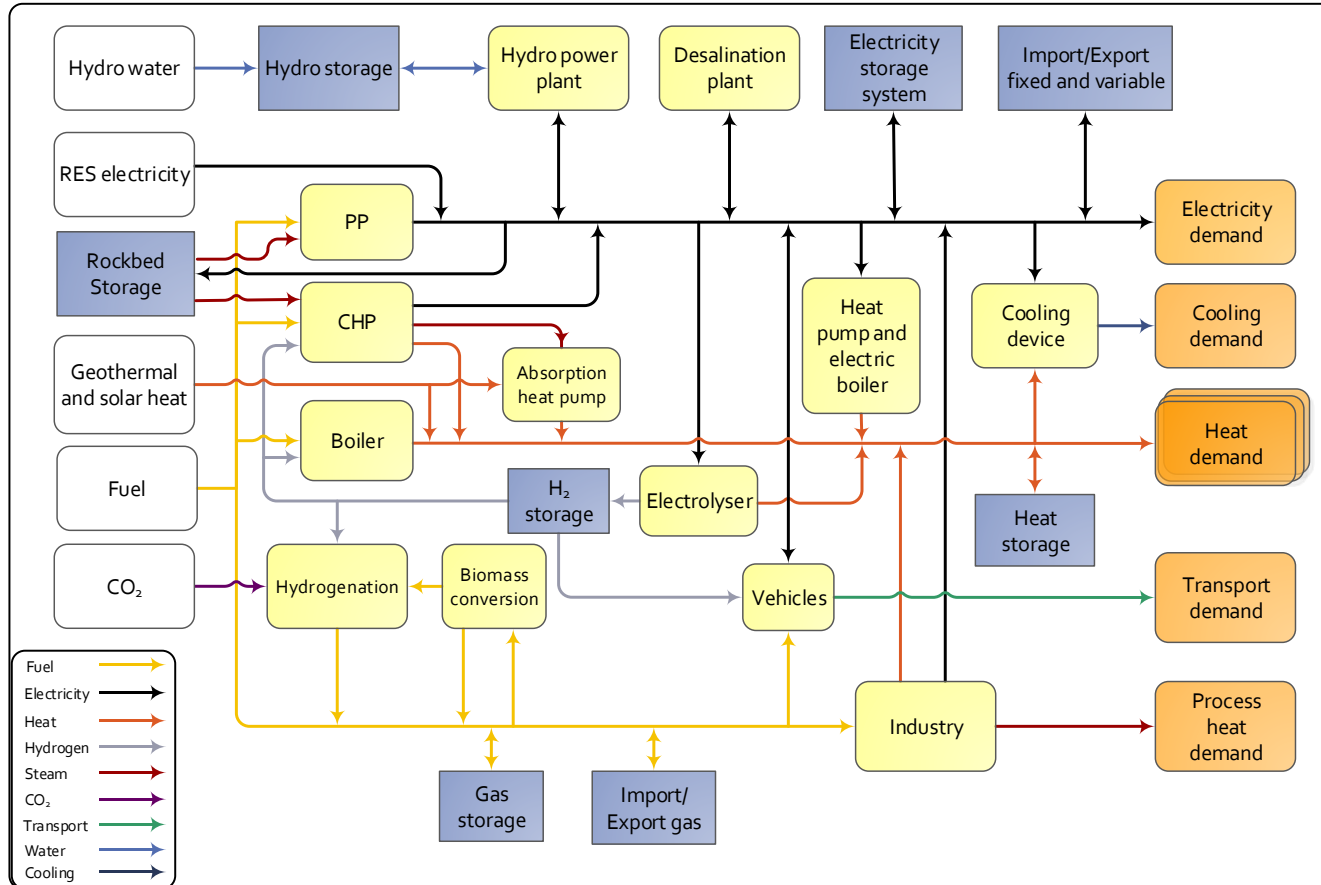 Hydro water
Hydro storage
Hydro power
plant
Desalination
plant
Electricity
storage
system
Import/Export
fixed and variable
RES electricity
PP
Electricity
demand
Rockbed
Storage
CHP
Heat
pump and
electric
boiler
Cooling
device
Cooling
demand
Geothermal
and solar heat
Absorption
heat pump
Boiler
Heat
demand
Fuel
H₂
storage
Electrolyser
Heat
storage
CO₂
Hydrogenation
Biomass
conversion
Vehicles
Transport
demand
Fuel
Electricity
Heat
Hydrogen
Steam
CO₂
Transport
Water
Cooling
Industry
Process
heat
demand
Gas
storage
Import/
Export gas